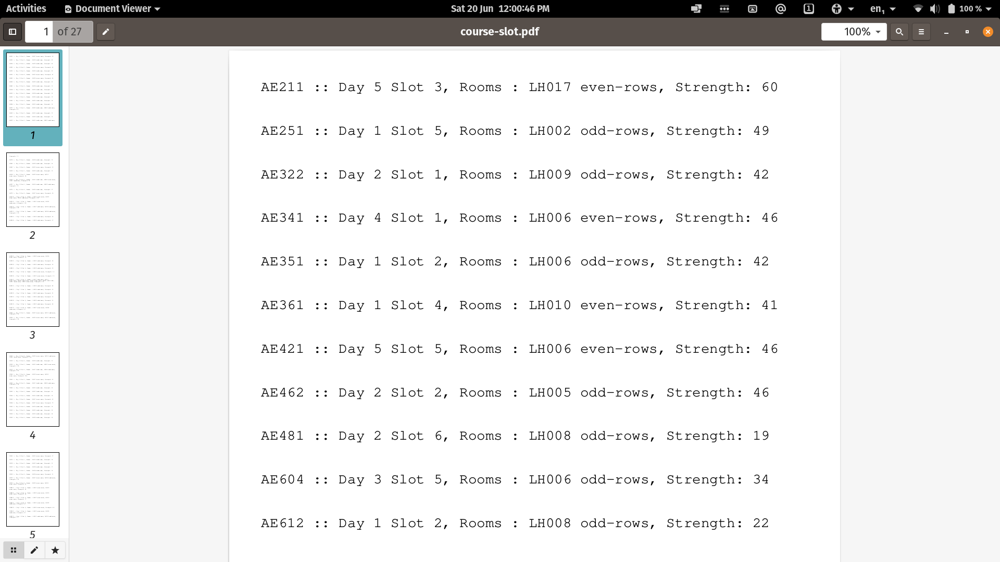 Activities Document Viewer Sat 20 Jun 12:00:46 PM 1 en1 100 %
1 of 27 course-slot.pdf 100%
AE211 :: Day 5 Slot 3, Rooms : LH017 even-rows, Strength: 60
AE251 :: Day 1 Slot 5, Rooms : LH002 odd-rows, Strength: 49
AE322 :: Day 2 Slot 1, Rooms : LH009 odd-rows, Strength: 42
AE341 :: Day 4 Slot 1, Rooms : LH006 even-rows, Strength: 46
AE351 :: Day 1 Slot 2, Rooms : LH006 odd-rows, Strength: 42
AE361 :: Day 1 Slot 4, Rooms : LH010 even-rows, Strength: 41
AE421 :: Day 5 Slot 5, Rooms : LH006 even-rows, Strength: 46
AE462 :: Day 2 Slot 2, Rooms : LH005 odd-rows, Strength: 46
AE481 :: Day 2 Slot 6, Rooms : LH008 odd-rows, Strength: 19
AE604 :: Day 3 Slot 5, Rooms : LH006 odd-rows, Strength: 34
AE612 :: Day 1 Slot 2, Rooms : LH008 odd-rows, Strength: 22
1
2
3
4
5